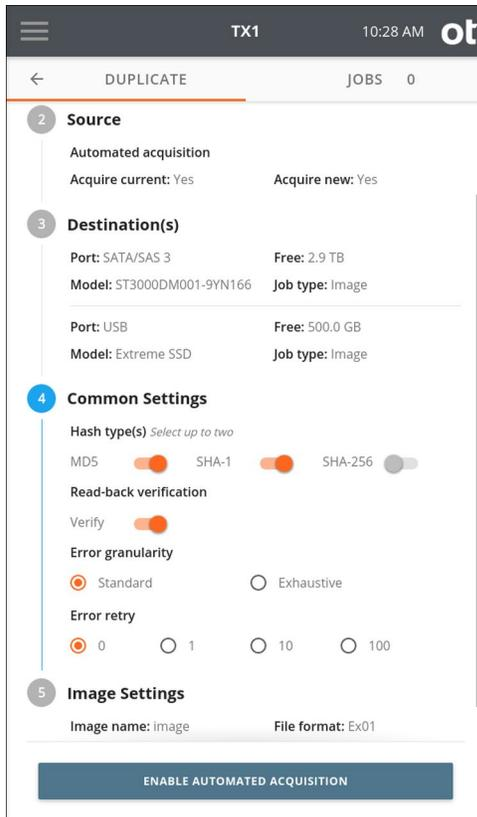 TX1 10:28 AM ot
DUPLICATE JOBS 0
2 Source
Automated acquisition
Acquire current: Yes Acquire new: Yes
3 Destination(s)
Port: SATA/SAS 3 Free: 2.9 TB
Model: ST3000DM001-9YN166 Job type: Image
Port: USB Free: 500.0 GB
Model: Extreme SSD Job type: Image
4 Common Settings
Hash type(s) Select up to two
MD5 SHA-1 SHA-256
Read-back verification
Verify
Error granularity
Standard Exhaustive
Error retry
0 1 10 100
5 Image Settings
Image name: image File format: Ex01
ENABLE AUTOMATED ACQUISITION